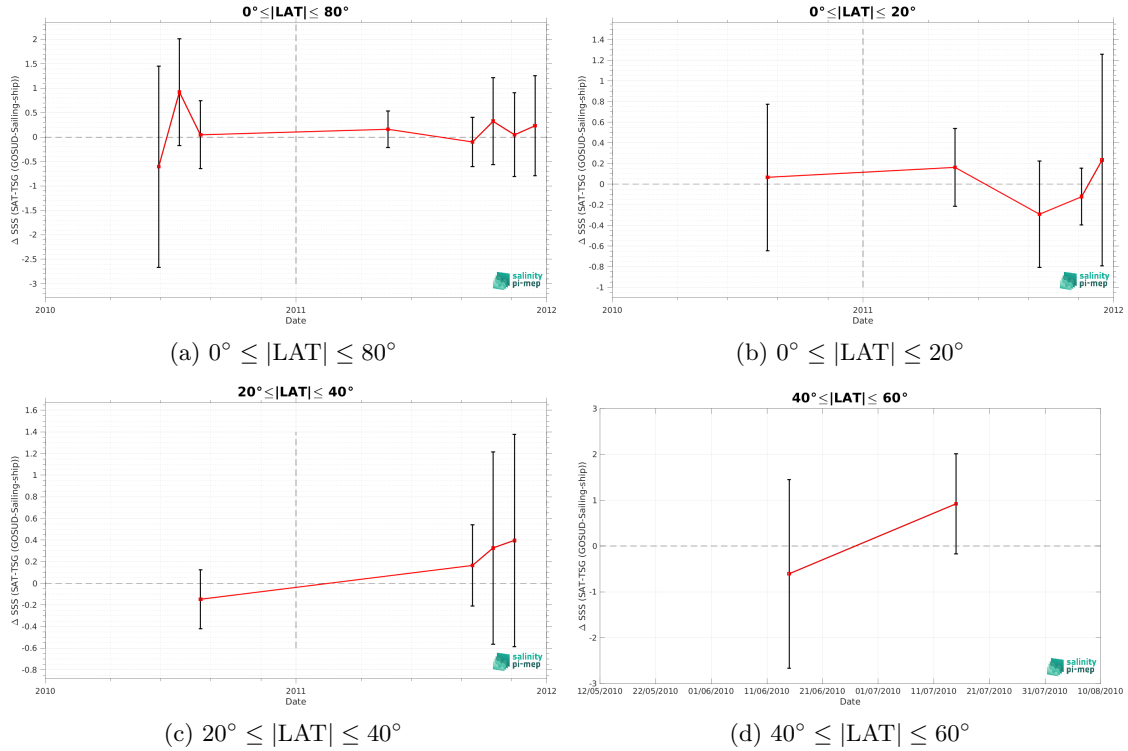 0°≤|LAT|≤ 80°
Δ SSS (SAT-TSG (GOSUD-Sailing-ship))
2
1.5
1
0.5
0
-0.5
-1
-1.5
-2
-2.5
-3
salinity
pi-mep
2010 2011 2012
Date
(a) 0° ≤ |LAT| ≤ 80°
0°≤|LAT|≤ 20°
Δ SSS (SAT-TSG (GOSUD-Sailing-ship))
1.4
1.2
1
0.8
0.6
0.4
0.2
0
-0.2
-0.4
-0.6
-0.8
-1
salinity
pi-mep
2010 2011 2012
Date
(b) 0° ≤ |LAT| ≤ 20°
20°≤|LAT|≤ 40°
Δ SSS (SAT-TSG (GOSUD-Sailing-ship))
1.6
1.4
1.2
1
0.8
0.6
0.4
0.2
0
-0.2
-0.4
-0.6
-0.8
salinity
pi-mep
2010 2011 2012
Date
(c) 20° ≤ |LAT| ≤ 40°
40°≤|LAT|≤ 60°
Δ SSS (SAT-TSG (GOSUD-Sailing-ship))
3
2
1
0
-1
-2
-3
salinity
pi-mep
12/05/2010 22/05/2010 01/06/2010 11/06/2010 21/06/2010 01/07/2010 11/07/2010 21/07/2010 31/07/2010 10/08/2010
Date
(d) 40° ≤ |LAT| ≤ 60°